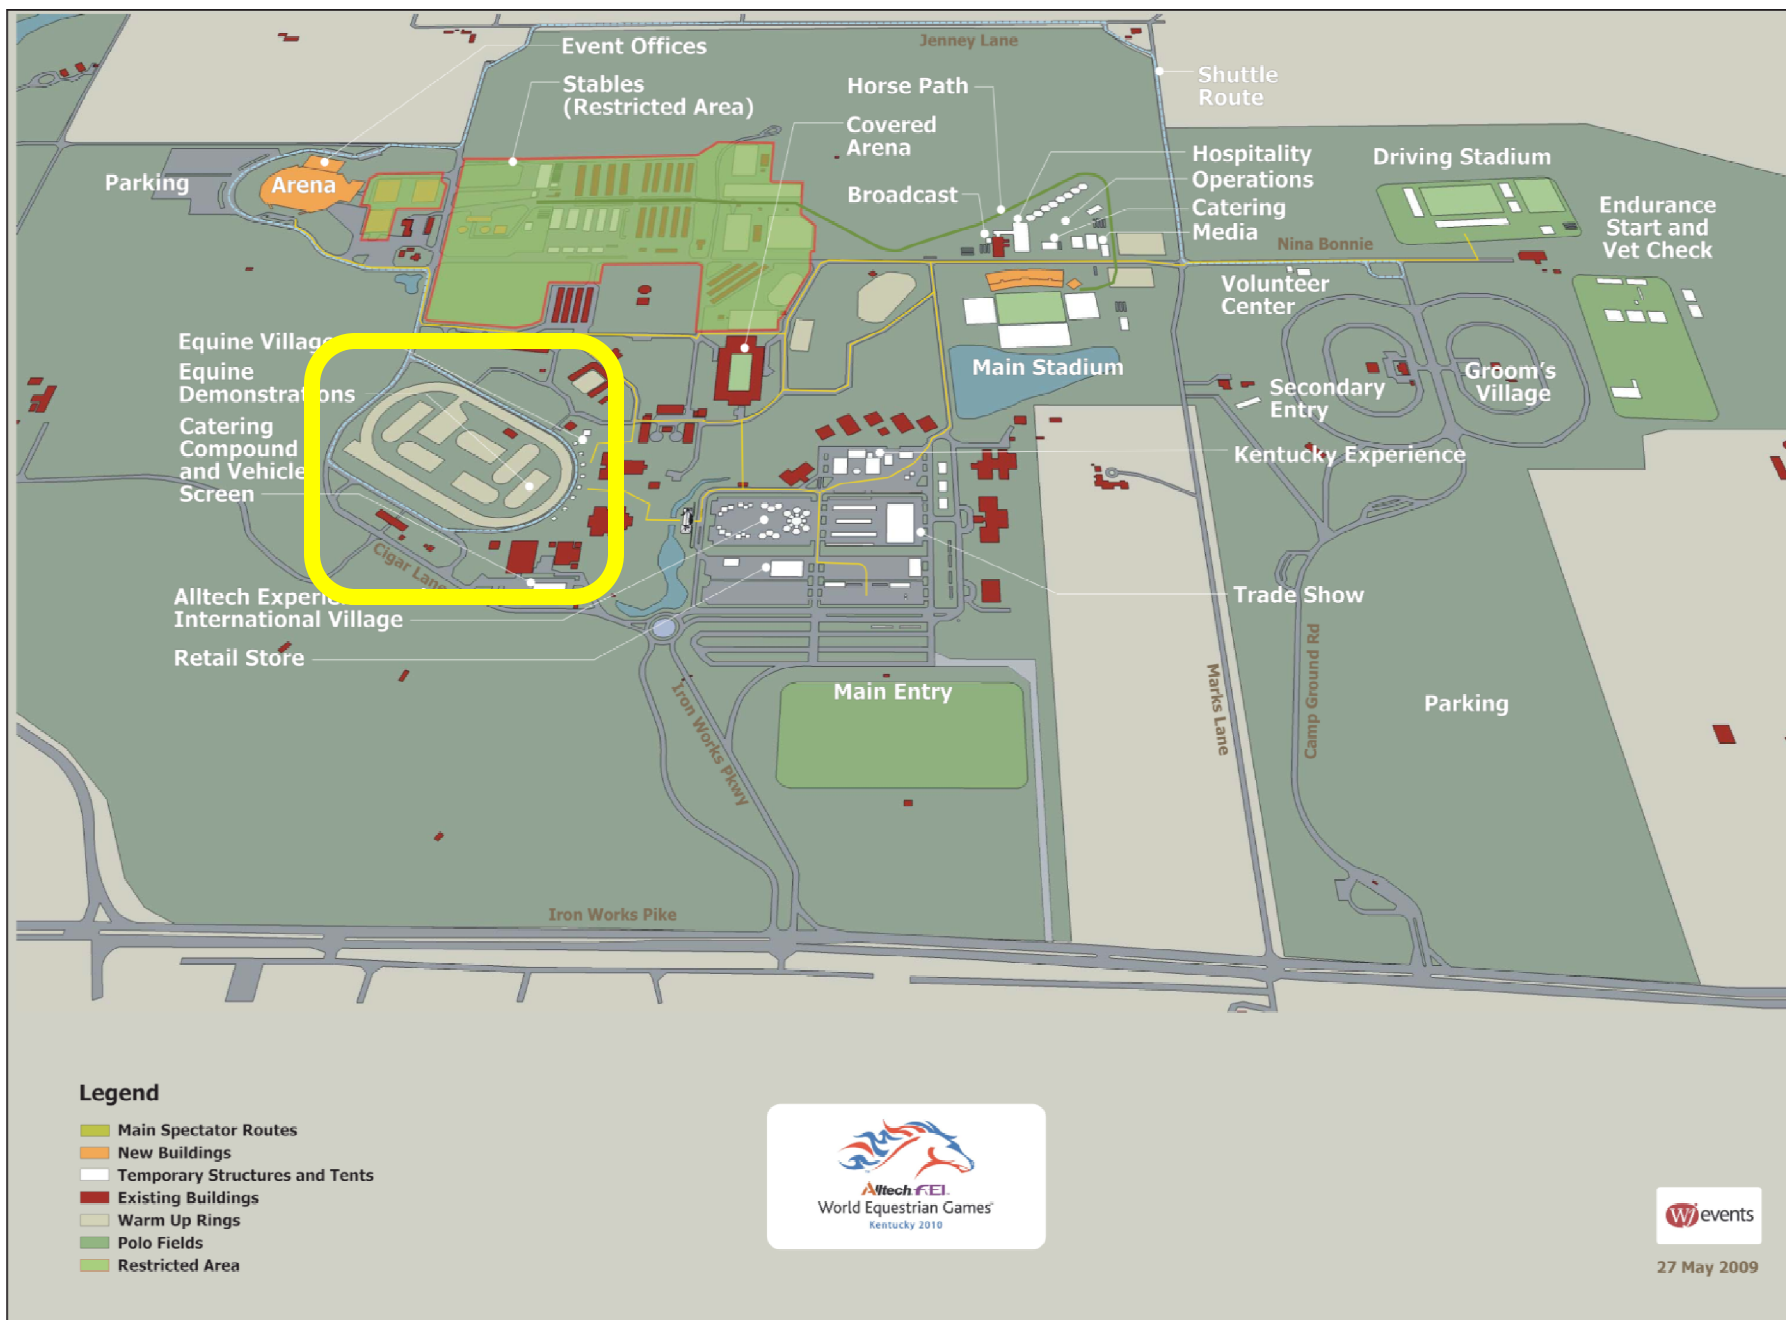 Jenney Lane
Event Offices
Stables
(Restricted Area)
Horse Path
Covered
Arena
Shuttle
Route
Parking
Arena
Broadcast
Hospitality
Operations
Catering
Media
Driving Stadium
Endurance
Start and
Vet Check
Nina Bonnie
Volunteer
Center
Equine Village
Equine
Demonstrations
Catering
Compound
and Vehicle
Screen
Main Stadium
Secondary
Entry
Groom's
Village
Kentucky Experience
Cigar Lane
Alltech Experi
International Village
Retail Store
Trade Show
Main Entry
Iron Works Pkwy
Marks Lane
Camp Ground Rd
Parking
Iron Works Pike
Legend
Main Spectator Routes
New Buildings
Temporary Structures and Tents
Existing Buildings
Warm Up Rings
Polo Fields
Restricted Area
Alltech FEI
World Equestrian Games
Kentucky 2010
WJ events
27 May 2009